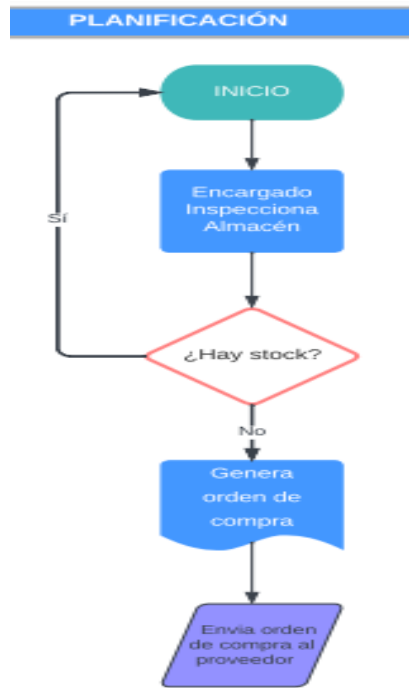 PLANIFICACIÓN
INICIO
Encargado
Inspecciona
Almacén
Sí
¿Hay stock?
No
Genera
orden de
compra
Envia orden
de compra al
proveedor